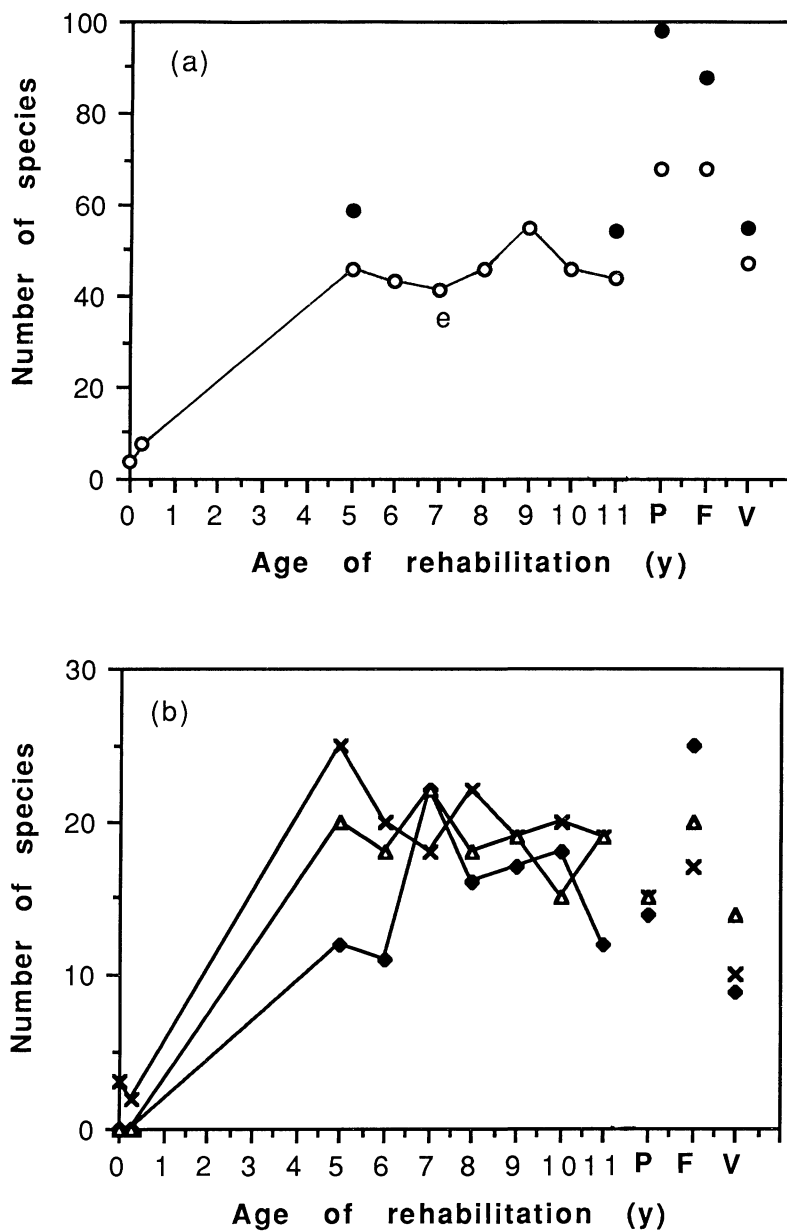 (a)
Number of species
100
80
60
40
20
0
e
0 1 2 3 4 5 6 7 8 9 10 11 P F V
Age of rehabilitation (y)
(b)
Number of species
30
20
10
0
0 1 2 3 4 5 6 7 8 9 10 11 P F V
Age of rehabilitation (y)